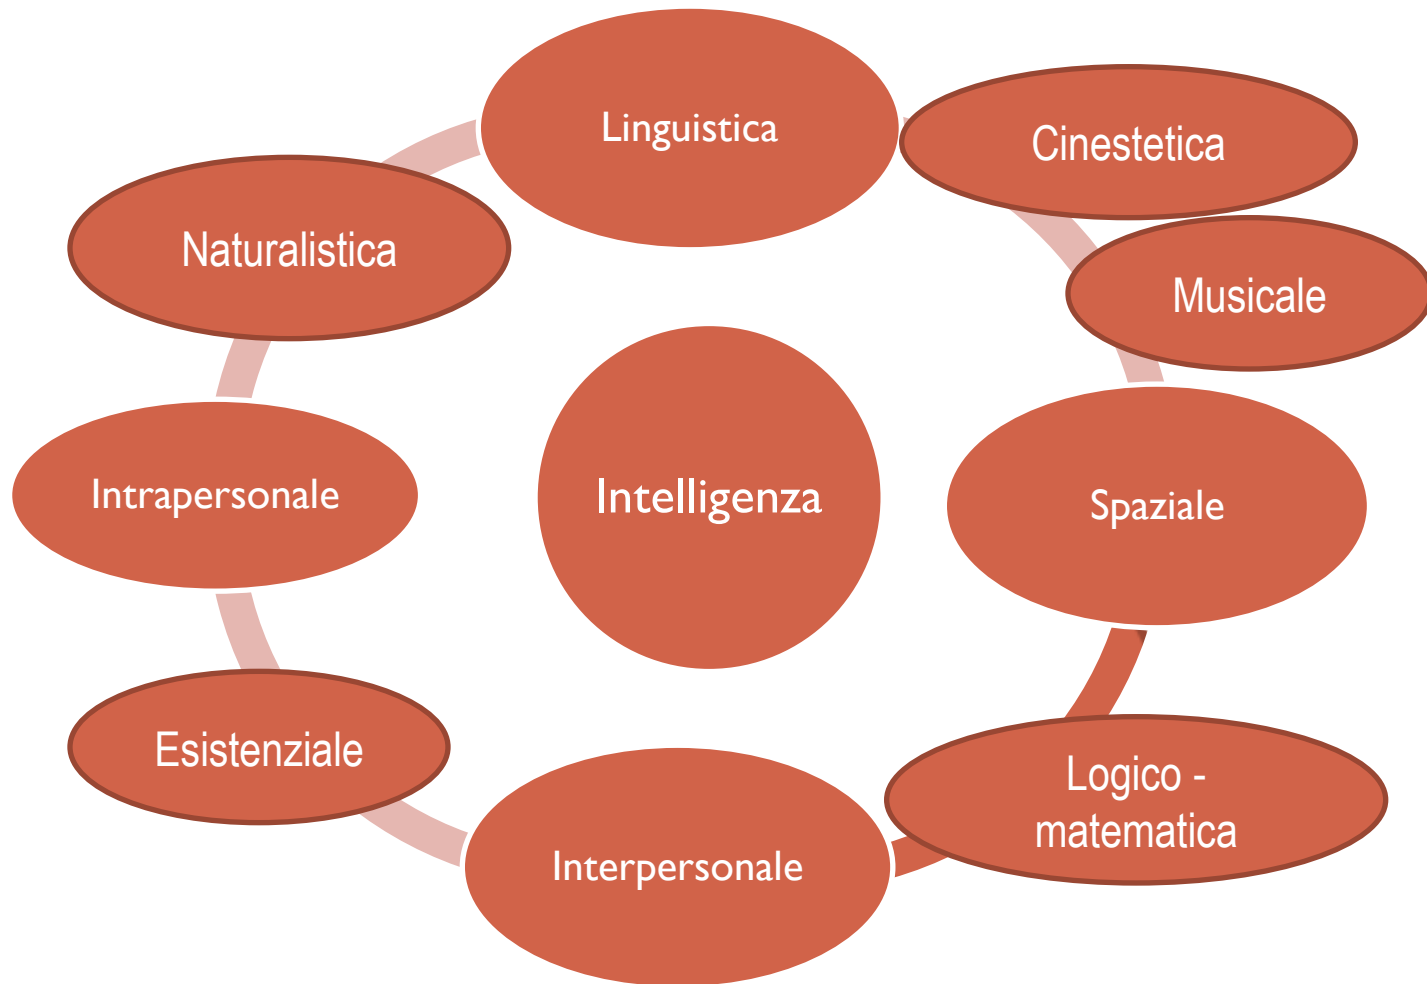 Linguistica
Cinestetica
Naturalistica
Musicale
Intrapersonale
Intelligenza
Spaziale
Esistenziale
Logico -
matematica
Interpersonale